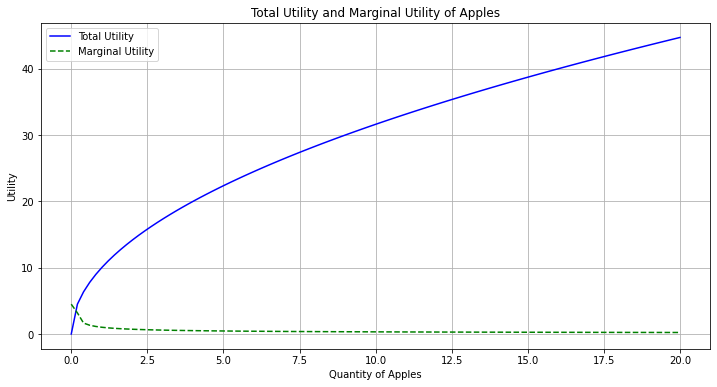 Total Utility and Marginal Utility of Apples
Total Utility
Marginal Utility
40
30
20
10
0
Utility
0.0 2.5 5.0 7.5 10.0 12.5 15.0 17.5 20.0
Quantity of Apples